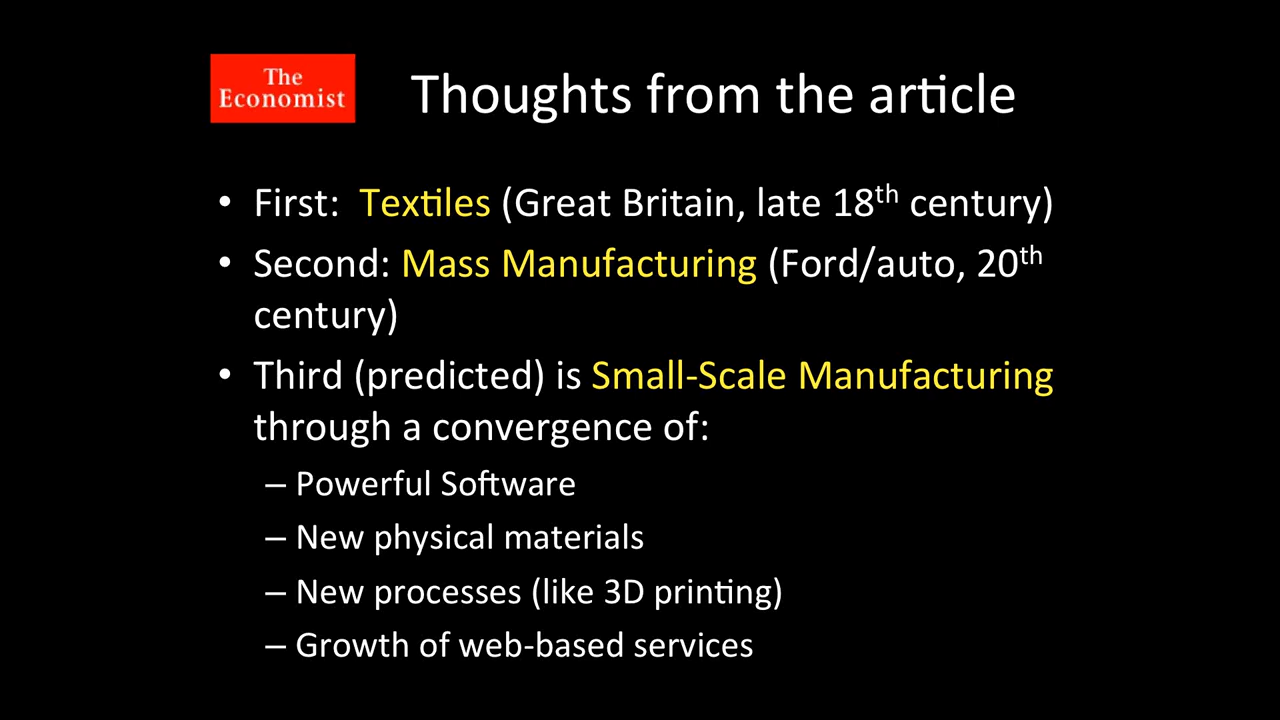 The
Economist
Thoughts from the article
• First:  Textiles (Great Britain, late 18th century)
• Second: Mass Manufacturing (Ford/auto, 20th
century)
• Third (predicted) is Small-Scale Manufacturing
through a convergence of:
– Powerful Software
– New physical materials
– New processes (like 3D printing)
– Growth of web-based services